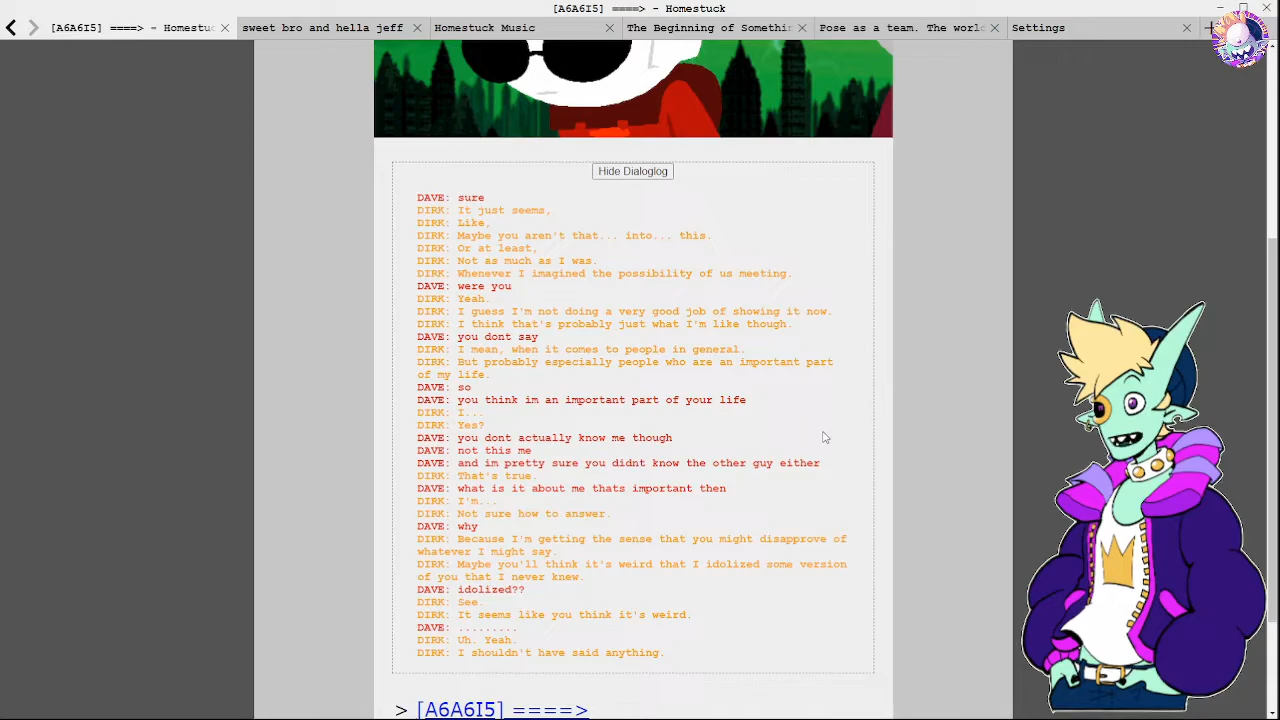 [A6A6I5] ====> - Homestuck
[A6A6I5] ====> - Homestuc
sweet bro and hella jeff
Homestuck Music
The Beginning of Somethi
Pose as a team. The worl
Settings
Hide Dialoglog
DAVE: sure
DIRK: It just seems,
DIRK: Like,
DIRK: Maybe you aren't that... into... this.
DIRK: Or at least,
DIRK: Not as much as I was.
DIRK: Whenever I imagined the possibility of us meeting.
DAVE: were you
DIRK: Yeah.
DIRK: I guess I'm not doing a very good job of showing it now.
DIRK: I think that's probably just what I'm like though.
DAVE: you dont say
DIRK: I mean, when it comes to people in general.
DIRK: But probably especially people who are an important part
of my life.
DAVE: so
DAVE: you think im an important part of your life
DIRK: I...
DIRK: Yes?
DAVE: you dont actually know me though
DAVE: not this me
DAVE: and im pretty sure you didnt know the other guy either
DIRK: That's true.
DAVE: what is it about me thats important then
DIRK: I'm...
DIRK: Not sure how to answer.
DAVE: why
DIRK: Because I'm getting the sense that you might disapprove of
whatever I might say.
DIRK: Maybe you'll think it's weird that I idolized some version
of you that I never knew.
DAVE: idolized??
DIRK: See.
DIRK: It seems like you think it's weird.
DAVE: .........
DIRK: Uh. Yeah.
DIRK: I shouldn't have said anything.
> [A6A6I5] ====>